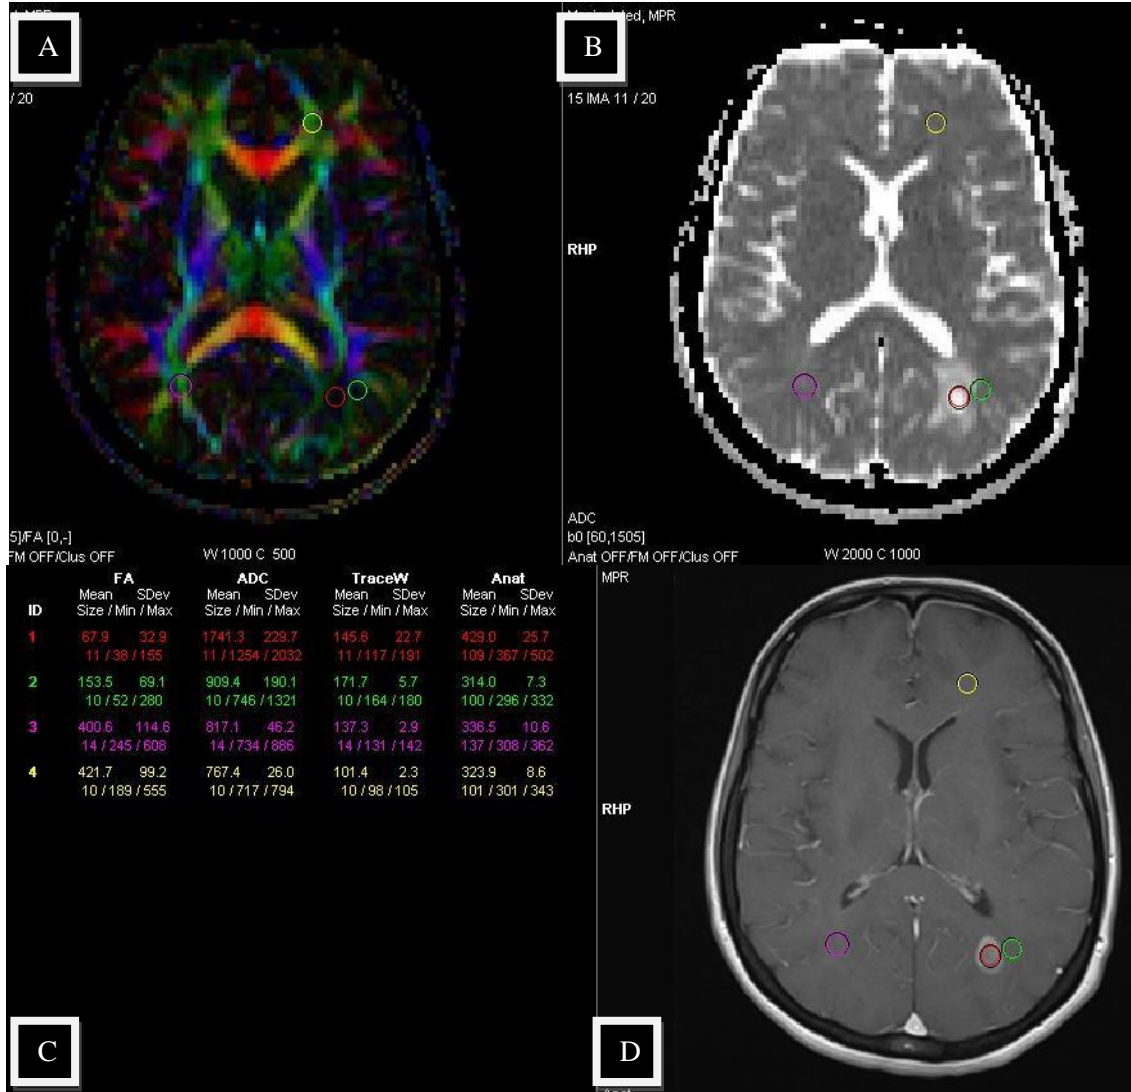 A
/ 20
5]/FA [0,-]
FM OFF/Clus OFF
W 1000 C 500
B
MPR
15 IMA 11 / 20
RHP
ADC
b0 [60,1505]
Anat OFF/FM OFF/Clus OFF
W 2000 C 1000
FA ADC TraceW Anat
Mean SDev Mean SDev Mean SDev Mean SDev
ID Size / Min / Max Size / Min / Max Size / Min / Max Size / Min / Max
1 67.9 32.9 1741.3 229.7 145.6 22.7 429.0 25.7
11 / 38 / 155 11 / 1254 / 2032 11 / 117 / 191 109 / 367 / 502
2 153.5 69.1 909.4 190.1 171.7 5.7 314.0 7.3
10 / 52 / 280 10 / 746 / 1321 10 / 164 / 180 100 / 296 / 332
3 400.6 114.6 817.1 46.2 137.3 2.9 336.5 10.6
14 / 245 / 608 14 / 734 / 886 14 / 131 / 142 137 / 308 / 362
4 421.7 99.2 767.4 26.0 101.4 2.3 323.9 8.6
10 / 189 / 555 10 / 717 / 794 10 / 98 / 105 101 / 301 / 343
C
MPR
RHP
D